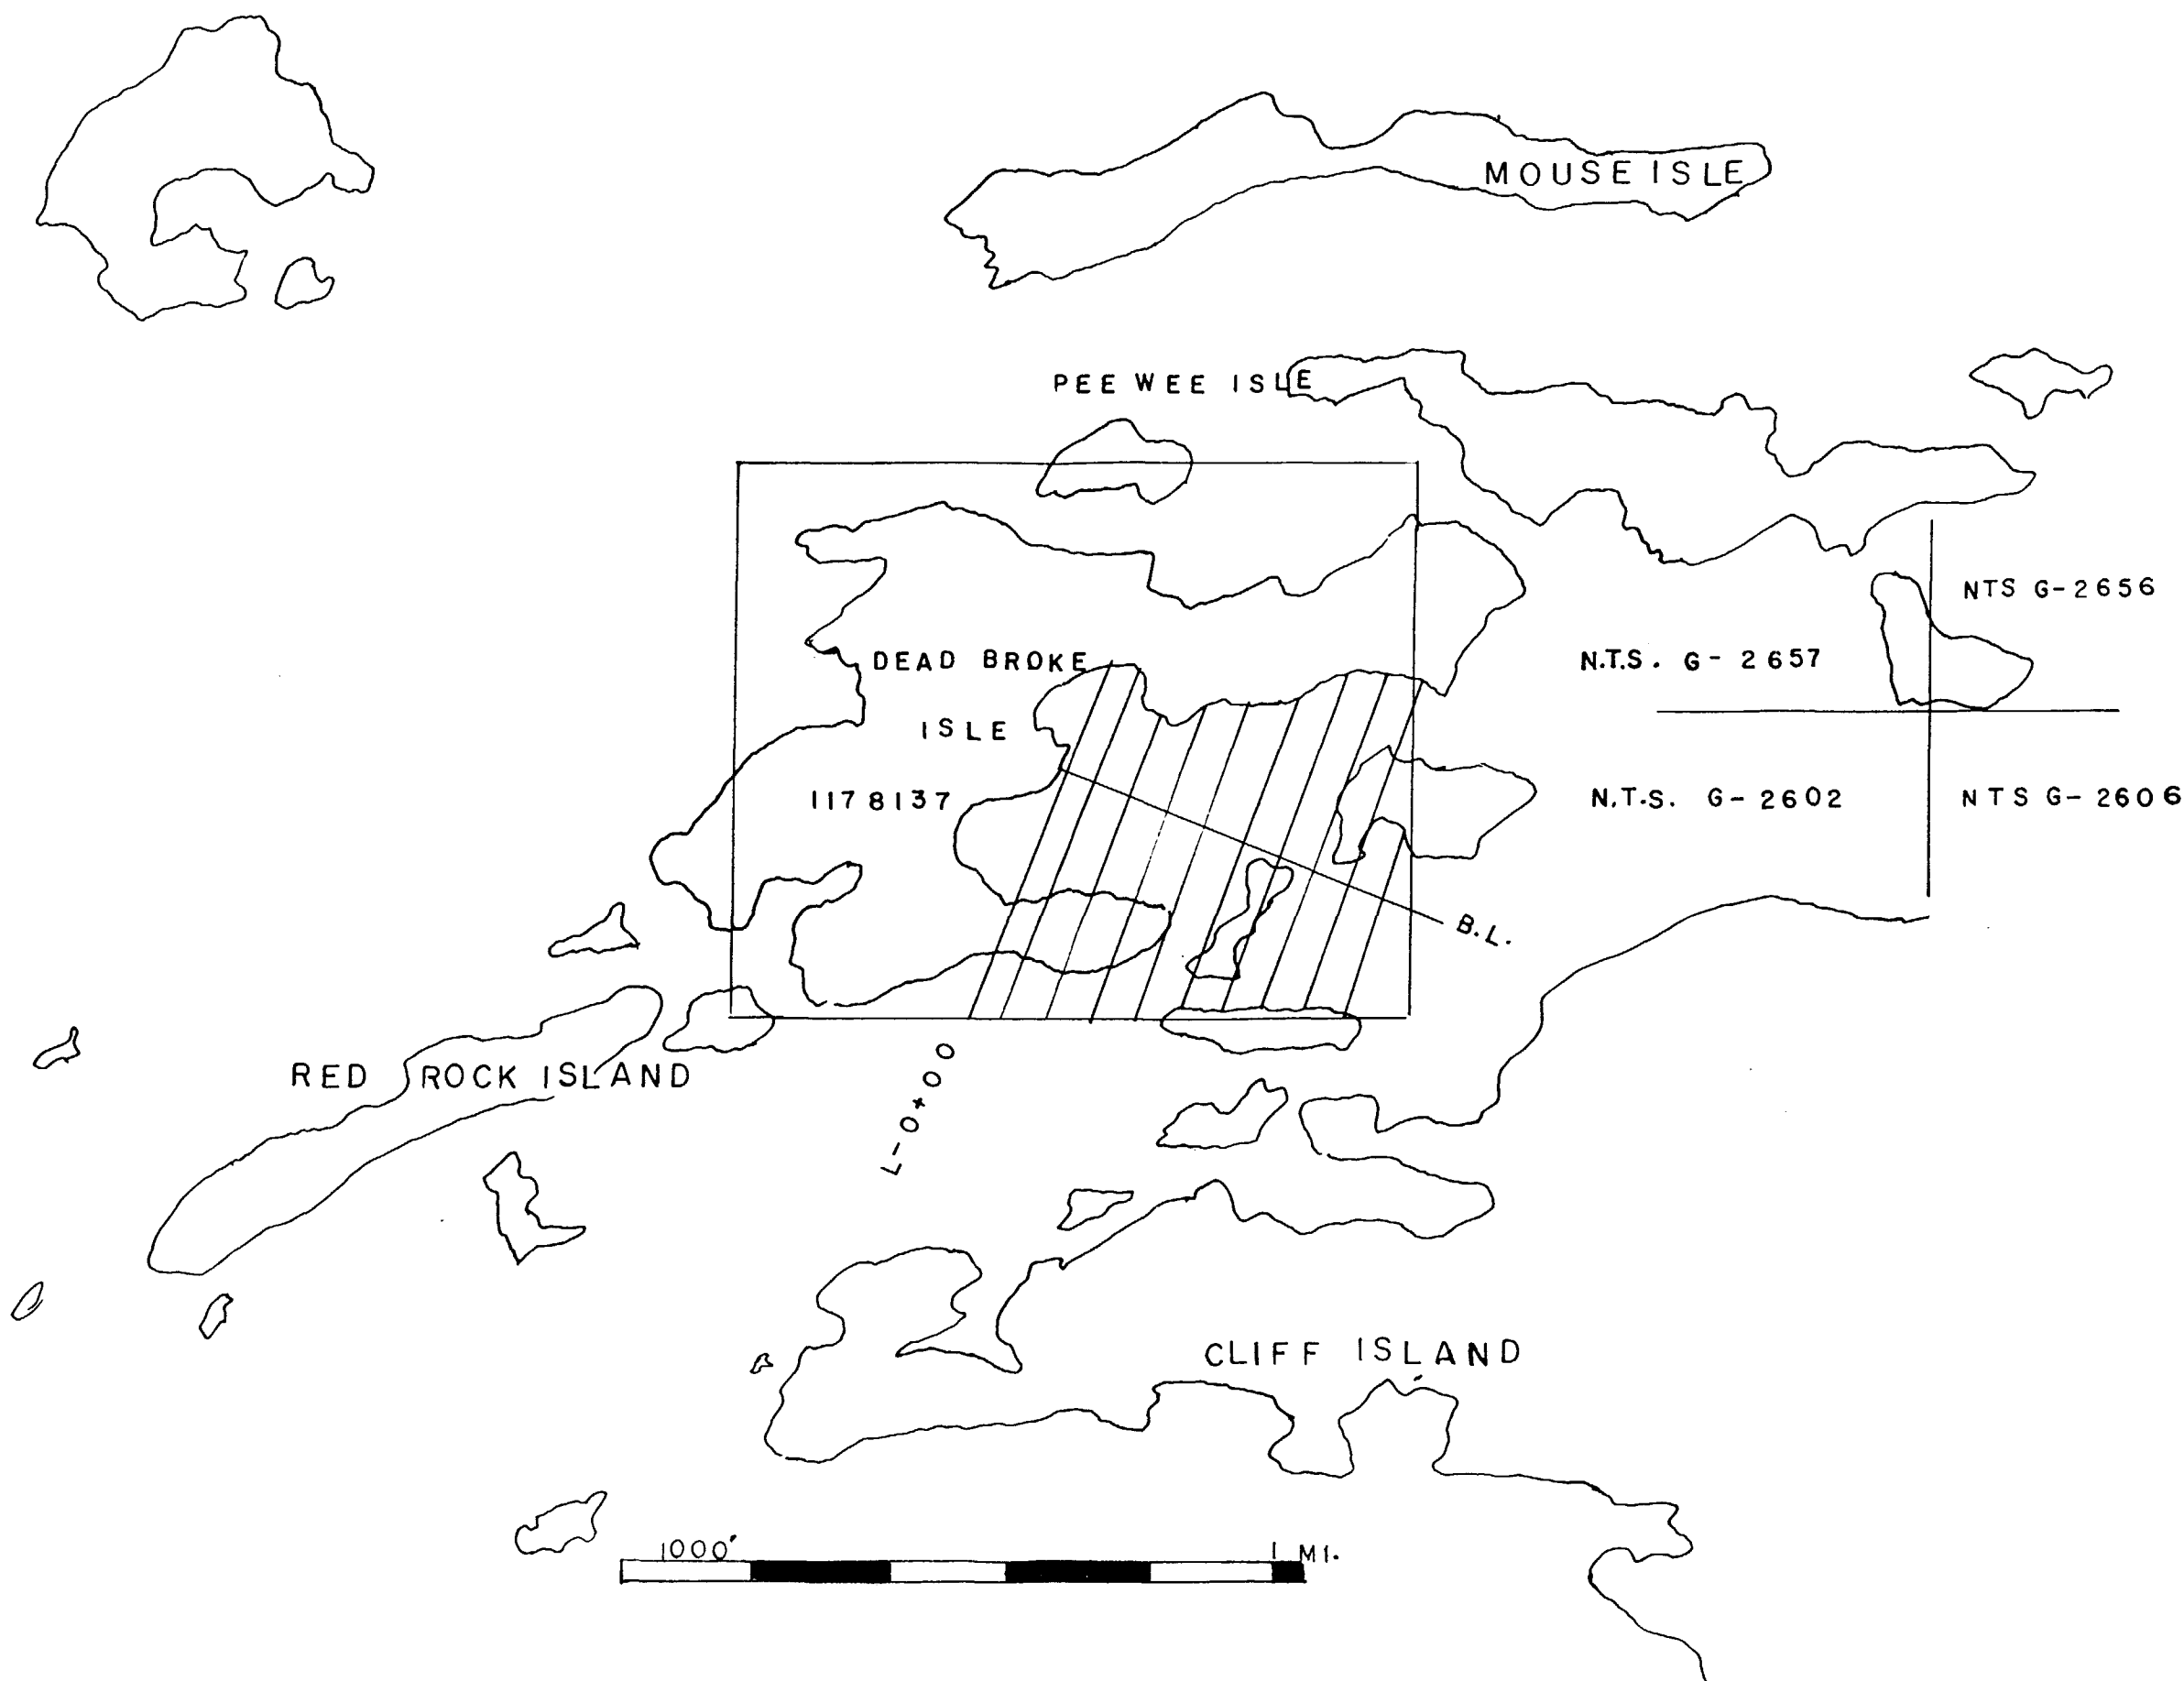 MOUSE ISLE
PEE WEE ISLE
NTS G-2656
DEAD BROKE
N.T.S. G-2657
ISLE
1178137
N.T.S. G-2602
NTS G-2606
B.L.
L-0+00
RED ROCK ISLAND
CLIFF ISLAND
1000'
1 MI.